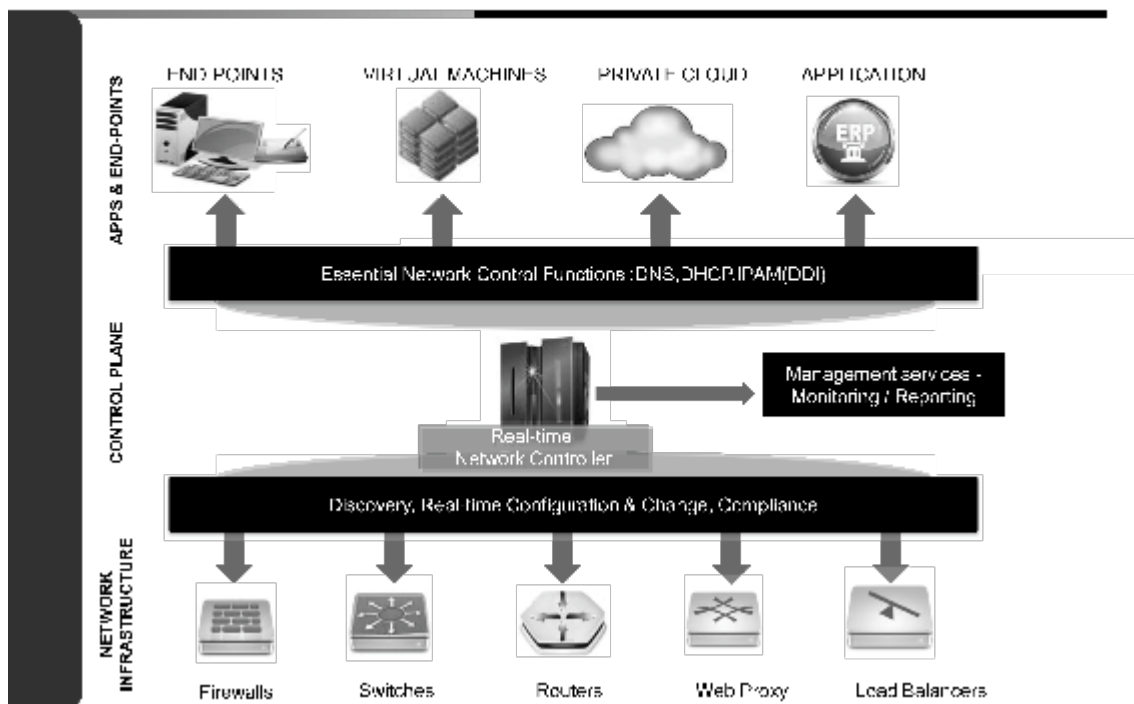 END POINTS
VIRTUAL MACHINES
PRIVATE CLOUD
APPLICATION
ERP
APPS & END-POINTS
Essential Network Control Functions :DNS,DHCP,IPAM(DDI)
CONTROL PLANE
Management services -
Monitoring / Reporting
Real-time
Network Controller
Discovery, Real-time Configuration & Change, Compliance
NETWORK
INFRASTRUCTURE
Firewalls
Switches
Routers
Web Proxy
Load Balancers